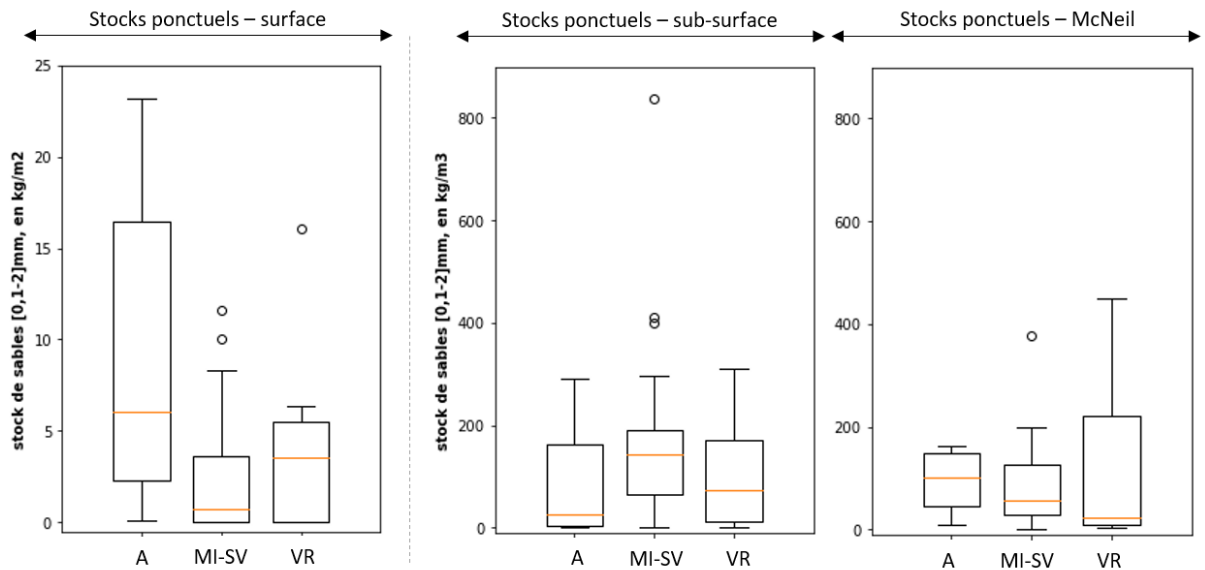 Stocks ponctuels – surface
Stocks ponctuels – sub-surface
Stocks ponctuels – McNeil
stock de sables [0,1-2]mm, en kg/m2
25
20
15
10
5
0
A MI-SV VR
stock de sables [0,1-2]mm, en kg/m3
800
600
400
200
0
A MI-SV VR
800
600
400
200
0
A MI-SV VR